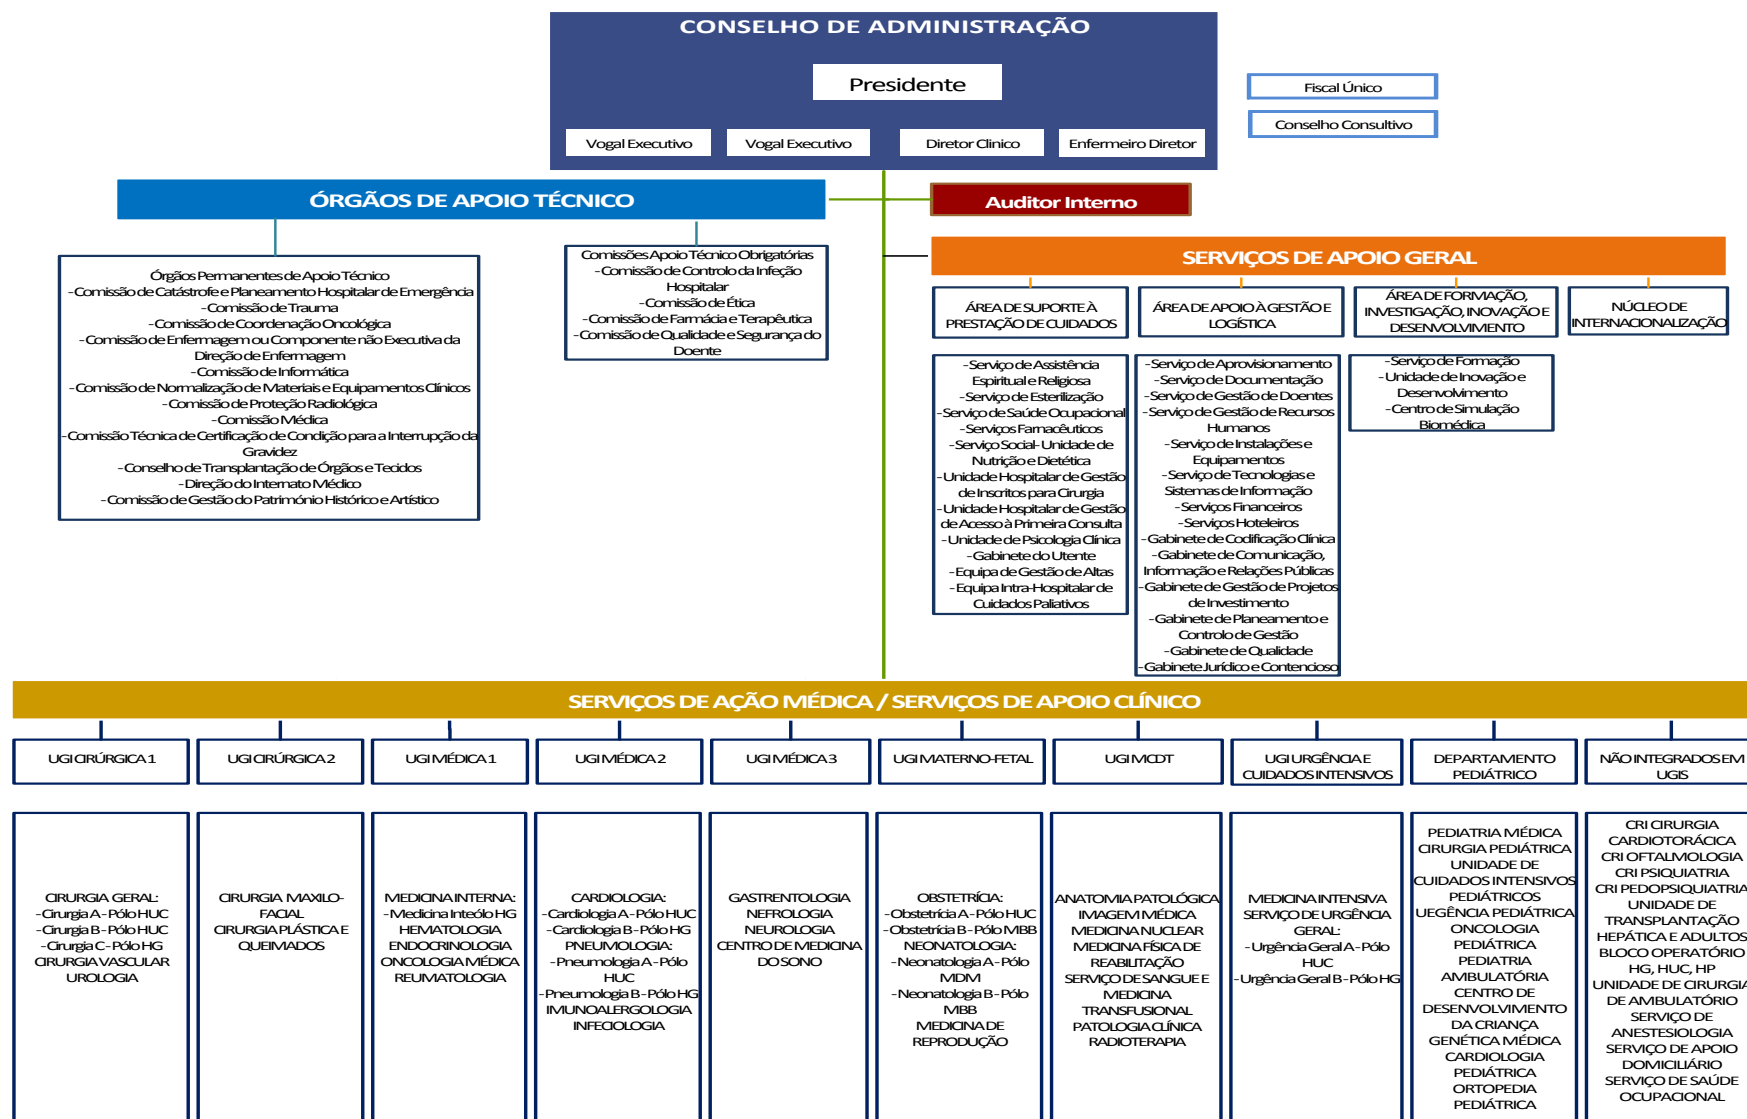 CONSELHO DE ADMINISTRAÇÃO
Presidente
Vogal Executivo
Vogal Executivo
Diretor Clinico
Enfermeiro Diretor
Fiscal Único
Conselho Consultivo
ÓRGÃOS DE APOIO TÉCNICO
Auditor Interno
Órgãos Permanentes de Apoio Técnico
-Comissão de Catástrofe e Planeamento Hospitalar de Emergência
-Comissão de Trauma
-Comissão de Coordenação Oncológica
-Comissão de Enfermagem ou Componente não Executiva da
Direção de Enfermagem
-Comissão de Informática
-Comissão de Normalização de Materiais e Equipamentos Clínicos
-Comissão de Proteção Radiológica
-Comissão Médica
-Comissão Técnica de Certificação de Condição para a Interrupção da
Gravidez
-Conselho de Transplantação de Órgãos e Tecidos
-Direção do Internato Médico
-Comissão de Gestão do Património Histórico e Artístico
Comissões Apoio Técnico Obrigatórias
-Comissão de Controlo da Infeção
Hospitalar
-Comissão de Ética
-Comissão de Farmácia e Terapêutica
-Comissão de Qualidade e Segurança do
Doente
SERVIÇOS DE APOIO GERAL
ÁREA DE SUPORTE À
PRESTAÇÃO DE CUIDADOS
-Serviço de Assistência
Espiritual e Religiosa
-Serviço de Esterilização
-Serviço de Saúde Ocupacional
-Serviços Farmacêuticos
-Serviço Social- Unidade de
Nutrição e Dietética
-Unidade Hospitalar de Gestão
de Inscritos para Cirurgia
-Unidade Hospitalar de Gestão
de Acesso à Primeira Consulta
-Unidade de Psicologia Clínica
-Gabinete do Utente
-Equipa de Gestão de Altas
-Equipa Intra-Hospitalar de
Cuidados Paliativos
ÁREA DE APOIO À GESTÃO E
LOGÍSTICA
-Serviço de Aprovisionamento
-Serviço de Documentação
-Serviço de Gestão de Doentes
-Serviço de Gestão de Recursos
Humanos
-Serviço de Instalações e
Equipamentos
-Serviço de Tecnologias e
Sistemas de Informação
-Serviços Financeiros
-Serviços Hoteleiros
-Gabinete de Codificação Clínica
-Gabinete de Comunicação,
Informação e Relações Públicas
-Gabinete de Gestão de Projetos
de Investimento
-Gabinete de Planeamento e
Controlo de Gestão
-Gabinete de Qualidade
-Gabinete Jurídico e Contencioso
ÁREA DE FORMAÇÃO,
INVESTIGAÇÃO, INOVAÇÃO E
DESENVOLVIMENTO
-Serviço de Formação
-Unidade de Inovação e
Desenvolvimento
-Centro de Simulação
Biomédica
NÚCLEO DE
INTERNACIONALIZAÇÃO
SERVIÇOS DE AÇÃO MÉDICA / SERVIÇOS DE APOIO CLÍNICO
UGI CIRÚRGICA 1
CIRURGIA GERAL:
-Cirurgia A -Pólo HUC
-Cirurgia B -Pólo HUC
-Cirurgia C -Pólo HG
CIRURGIA VASCULAR
UROLOGIA
UGI CIRÚRGICA 2
CIRURGIA MAXILO-
FACIAL
CIRURGIA PLÁSTICA E
QUEIMADOS
UGI MÉDICA 1
MEDICINA INTERNA:
-Medicina Inteólo HG
HEMATOLOGIA
ENDOCRINOLOGIA
ONCOLOGIA MÉDICA
REUMATOLOGIA
UGI MÉDICA 2
CARDIOLOGIA:
-Cardiologia A -Pólo HUC
-Cardiologia B -Pólo HG
PNEUMOLOGIA:
-Pneumologia A -Pólo
HUC
-Pneumologia B -Pólo HG
IMUNOALERGOLOGIA
INFECIOLOGIA
UGI MÉDICA 3
GASTRENTOLOGIA
NEFROLOGIA
NEUROLOGIA
CENTRO DE MEDICINA
DO SONO
UGI MATERNO-FETAL
OBSTETRÍCIA:
-Obstetrícia A -Pólo HUC
-Obstetrícia B -Pólo MBB
NEONATOLOGIA:
-Neonatologia A -Pólo
MDM
-Neonatologia B -Pólo
MBB
MEDICINA DE
REPRODUÇÃO
UGI MCDT
ANATOMIA PATOLÓGICA
IMAGEM MÉDICA
MEDICINA NUCLEAR
MEDICINA FÍSICA DE
REABILITAÇÃO
SERVIÇO DE SANGUE E
MEDICINA
TRANSFUSIONAL
PATOLOGIA CLÍNICA
RADIOTERAPIA
UGI URGÊNCIA E
CUIDADOS INTENSIVOS
MEDICINA INTENSIVA
SERVIÇO DE URGÊNCIA
GERAL:
-Urgência Geral A -Pólo
HUC
-Urgência Geral B -Pólo HG
DEPARTAMENTO
PEDIÁTRICO
PEDIATRIA MÉDICA
CIRURGIA PEDIÁTRICA
UNIDADE DE
CUIDADOS INTENSIVOS
PEDIÁTRICOS
UEGÊNCIA PEDIÁTRICA
ONCOLOGIA
PEDIÁTRICA
PEDIATRIA
AMBULATÓRIA
CENTRO DE
DESENVOLVIMENTO
DA CRIANÇA
GENÉTICA MÉDICA
CARDIOLOGIA
PEDIÁTRICA
ORTOPEDIA
PEDIÁTRICA
NÃO INTEGRADOS EM
UGIS
CRI CIRURGIA
CARDIOTORÁCICA
CRI OFTALMOLOGIA
CRI PSIQUIATRIA
CRI PEDOPSIQUIATRIA
UNIDADE DE
TRANSPLANTAÇÃO
HEPÁTICA E ADULTOS
BLOCO OPERATÓRIO
HG, HUC, HP
UNIDADE DE CIRURGIA
DE AMBULATÓRIO
SERVIÇO DE
ANESTESIOLOGIA
SERVIÇO DE APOIO
DOMICILIÁRIO
SERVIÇO DE SAÚDE
OCUPACIONAL